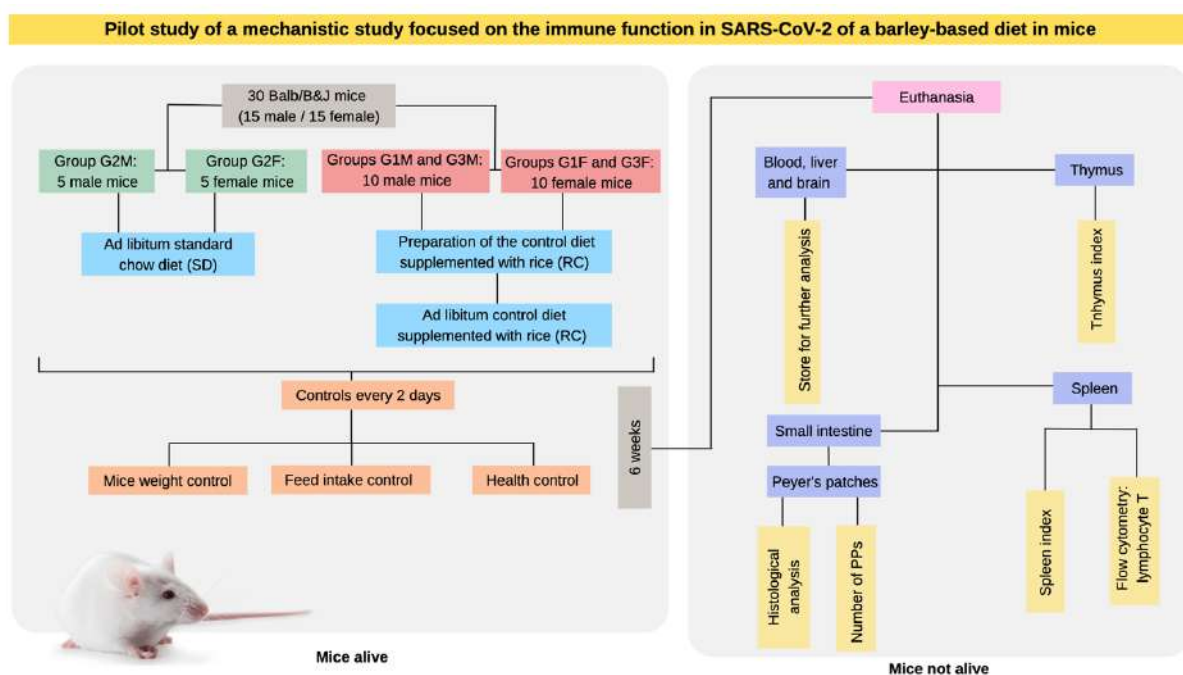 Pilot study of a mechanistic study focused on the immune function in SARS-CoV-2 of a barley-based diet in mice
30 Balb/B&J mice
(15 male / 15 female)
Group G2M:
5 male mice
Group G2F:
5 female mice
Groups G1M and G3M:
10 male mice
Groups G1F and G3F:
10 female mice
Ad libitum standard
chow diet (SD)
Preparation of the control diet
supplemented with rice (RC)
Ad libitum control diet
supplemented with rice (RC)
Controls every 2 days
Mice weight control
Feed intake control
Health control
6 weeks
Mice alive
Euthanasia
Blood, liver
and brain
Thymus
Store for further analysis
Tnhymus index
Spleen
Small intestine
Peyer's patches
Histological
analysis
Number of PPs
Spleen index
Flow cytometry:
lymphocyte T
Mice not alive